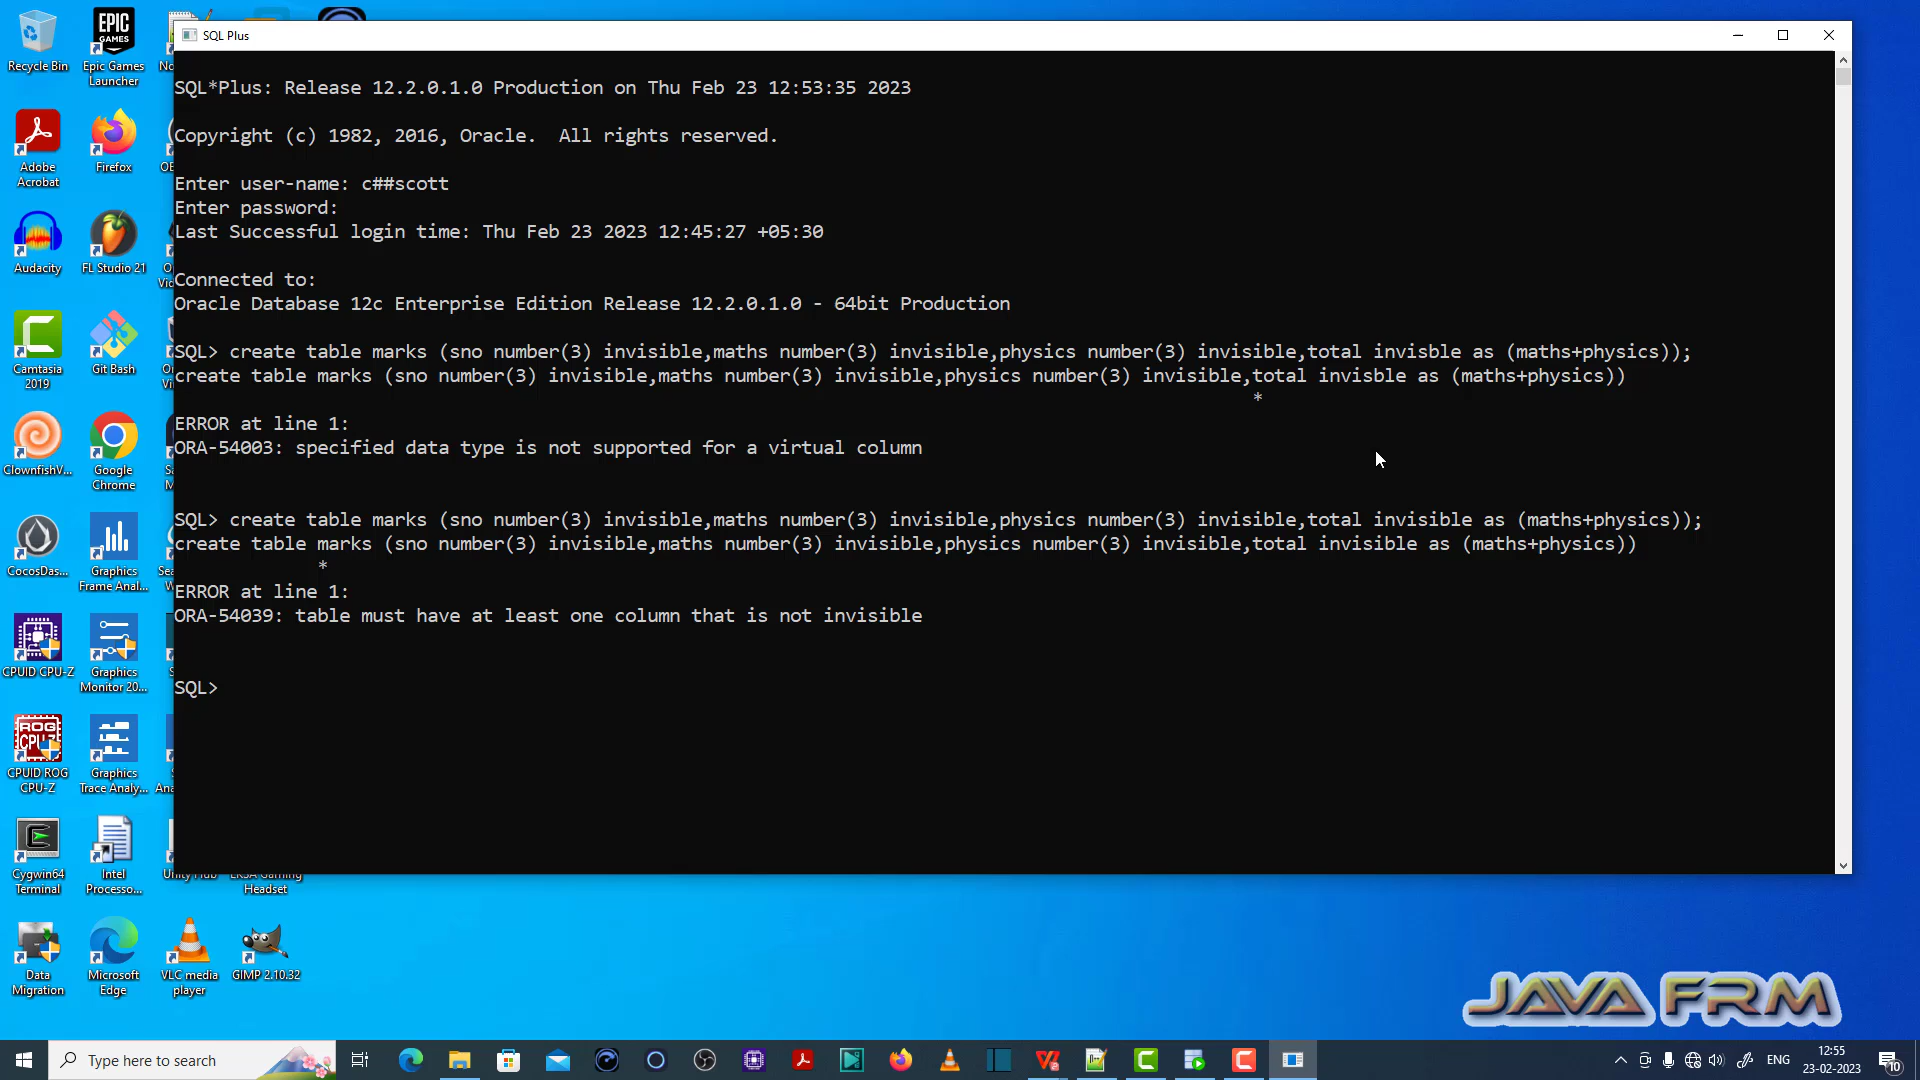 SQL Plus
SQL*Plus: Release 12.2.0.1.0 Production on Thu Feb 23 12:53:35 2023
Copyright (c) 1982, 2016, Oracle.  All rights reserved.
Enter user-name: c##scott
Enter password:
Last Successful login time: Thu Feb 23 2023 12:45:27 +05:30
Connected to:
Oracle Database 12c Enterprise Edition Release 12.2.0.1.0 - 64bit Production
SQL> create table marks (sno number(3) invisible,maths number(3) invisible,physics number(3) invisible,total invisble as (maths+physics));
create table marks (sno number(3) invisible,maths number(3) invisible,physics number(3) invisible,total invisble as (maths+physics))
*
ERROR at line 1:
ORA-54003: specified data type is not supported for a virtual column
SQL> create table marks (sno number(3) invisible,maths number(3) invisible,physics number(3) invisible,total invisible as (maths+physics));
create table marks (sno number(3) invisible,maths number(3) invisible,physics number(3) invisible,total invisible as (maths+physics))
*
ERROR at line 1:
ORA-54039: table must have at least one column that is not invisible
SQL>
Recycle Bin
EPIC GAMES
Epic Games
Launcher
Adobe
Acrobat
Firefox
Audacity
FL Studio 21
Camtasia
2019
Git Bash
ClownfishV...
Google
Chrome
CocosDas...
Graphics
Frame Anal...
CPUID CPU-Z
Graphics
Monitor 20...
ROG
CPU-Z
CPUID ROG
CPU-Z
Graphics
Trace Analy...
Cygwin64
Terminal
Intel
Processo...
Unity Hub
Headset
Data
Migration
Microsoft
Edge
VLC media
player
GIMP 2.10.32
JAVA FRM
Type here to search
ENG
12:55
23-02-2023
10